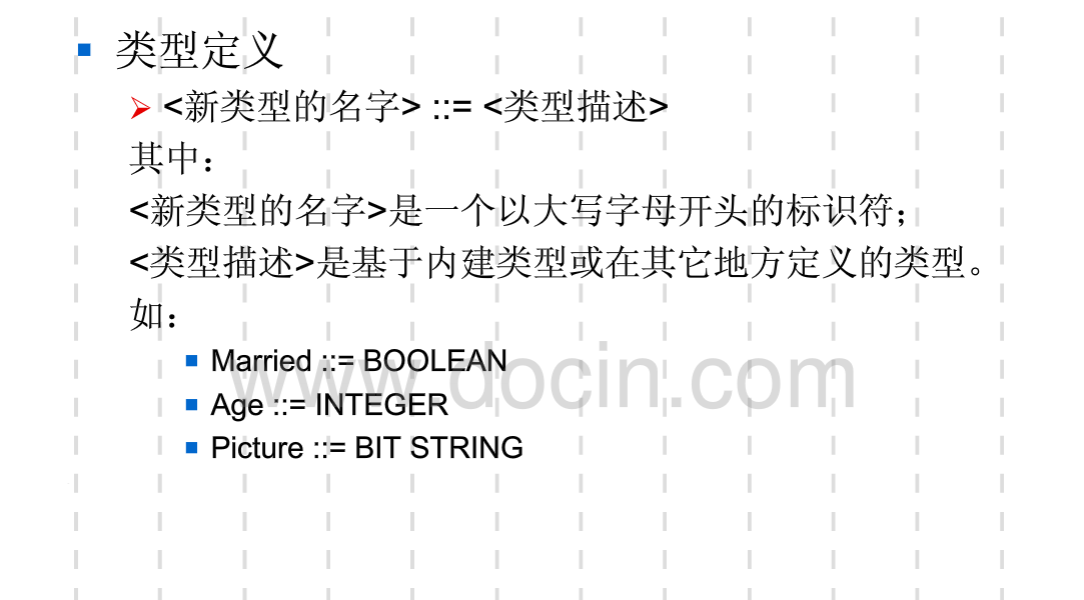 类型定义
<新类型的名字> ::= <类型描述>
其中：
<新类型的名字>是一个以大写字母开头的标识符；
<类型描述>是基于内建类型或在其它地方定义的类型。
如：
Married ::= BOOLEAN
www.docin.com
Age ::= INTEGER
Picture ::= BIT STRING